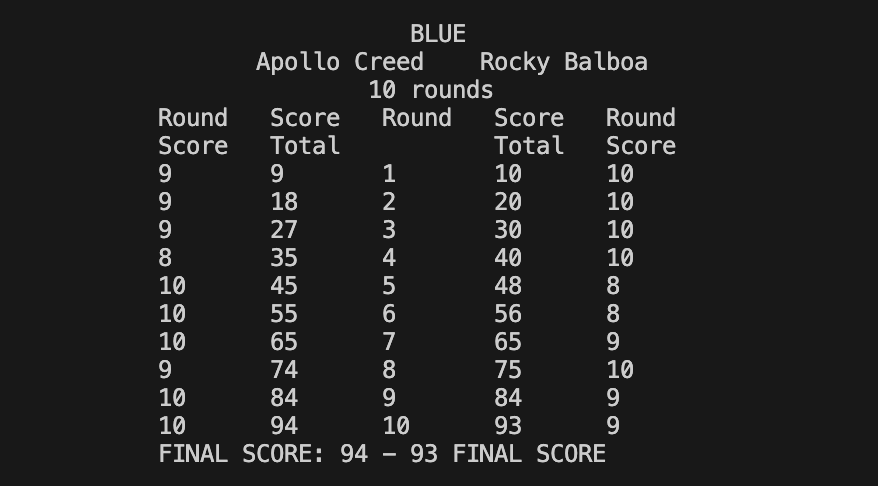 BLUE
Apollo Creed    Rocky Balboa
10 rounds
Round   Score   Round   Score   Round
Score   Total           Total   Score
9       9       1       10      10
9       18      2       20      10
9       27      3       30      10
8       35      4       40      10
10      45      5       48      8
10      55      6       56      8
10      65      7       65      9
9       74      8       75      10
10      84      9       84      9
10      94      10      93      9
FINAL SCORE: 94 – 93 FINAL SCORE